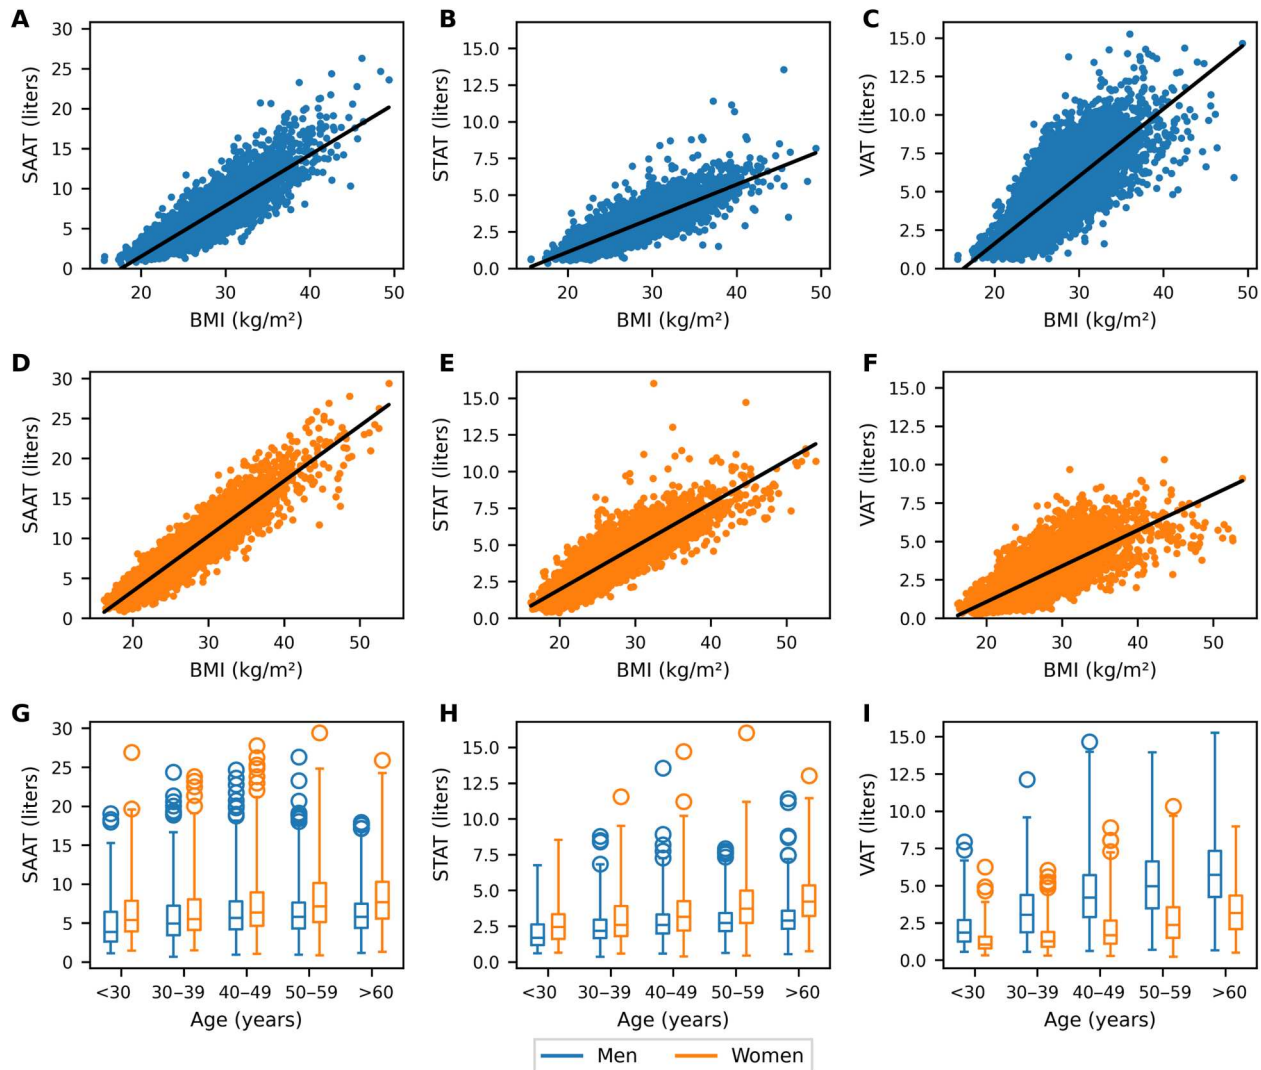 A
SAAT (liters)
30
25
20
15
10
5
0
20 30 40 50
BMI (kg/m²)
B
STAT (liters)
15.0
12.5
10.0
7.5
5.0
2.5
0.0
20 30 40 50
BMI (kg/m²)
C
VAT (liters)
15.0
12.5
10.0
7.5
5.0
2.5
0.0
20 30 40 50
BMI (kg/m²)
D
SAAT (liters)
30
25
20
15
10
5
0
20 30 40 50
BMI (kg/m²)
E
STAT (liters)
15.0
12.5
10.0
7.5
5.0
2.5
0.0
20 30 40 50
BMI (kg/m²)
F
VAT (liters)
15.0
12.5
10.0
7.5
5.0
2.5
0.0
20 30 40 50
BMI (kg/m²)
G
SAAT (liters)
30
25
20
15
10
5
0
<30 30–39 40–49 50–59 >60
Age (years)
H
STAT (liters)
15.0
12.5
10.0
7.5
5.0
2.5
0.0
<30 30–39 40–49 50–59 >60
Age (years)
I
VAT (liters)
15.0
12.5
10.0
7.5
5.0
2.5
0.0
<30 30–39 40–49 50–59 >60
Age (years)
Men Women